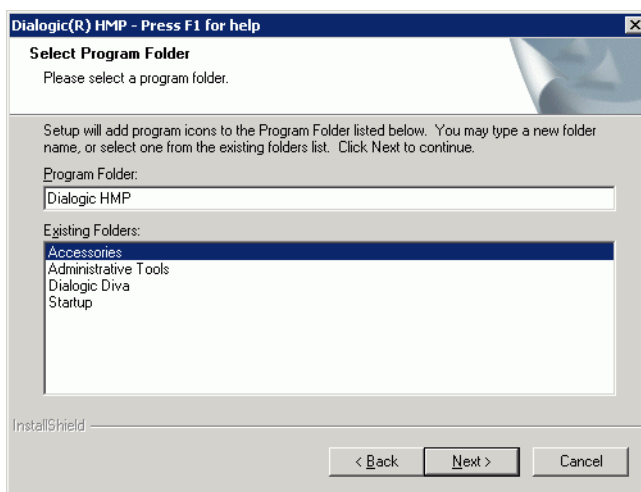 Dialogic(R) HMP - Press F1 for help
Select Program Folder
Please select a program folder.
Setup will add program icons to the Program Folder listed below.  You may type a new folder
name, or select one from the existing folders list.  Click Next to continue.
Program Folder:
Dialogic HMP
Existing Folders:
Accessories
Administrative Tools
Dialogic Diva
Startup
InstallShield
< Back
Next >
Cancel